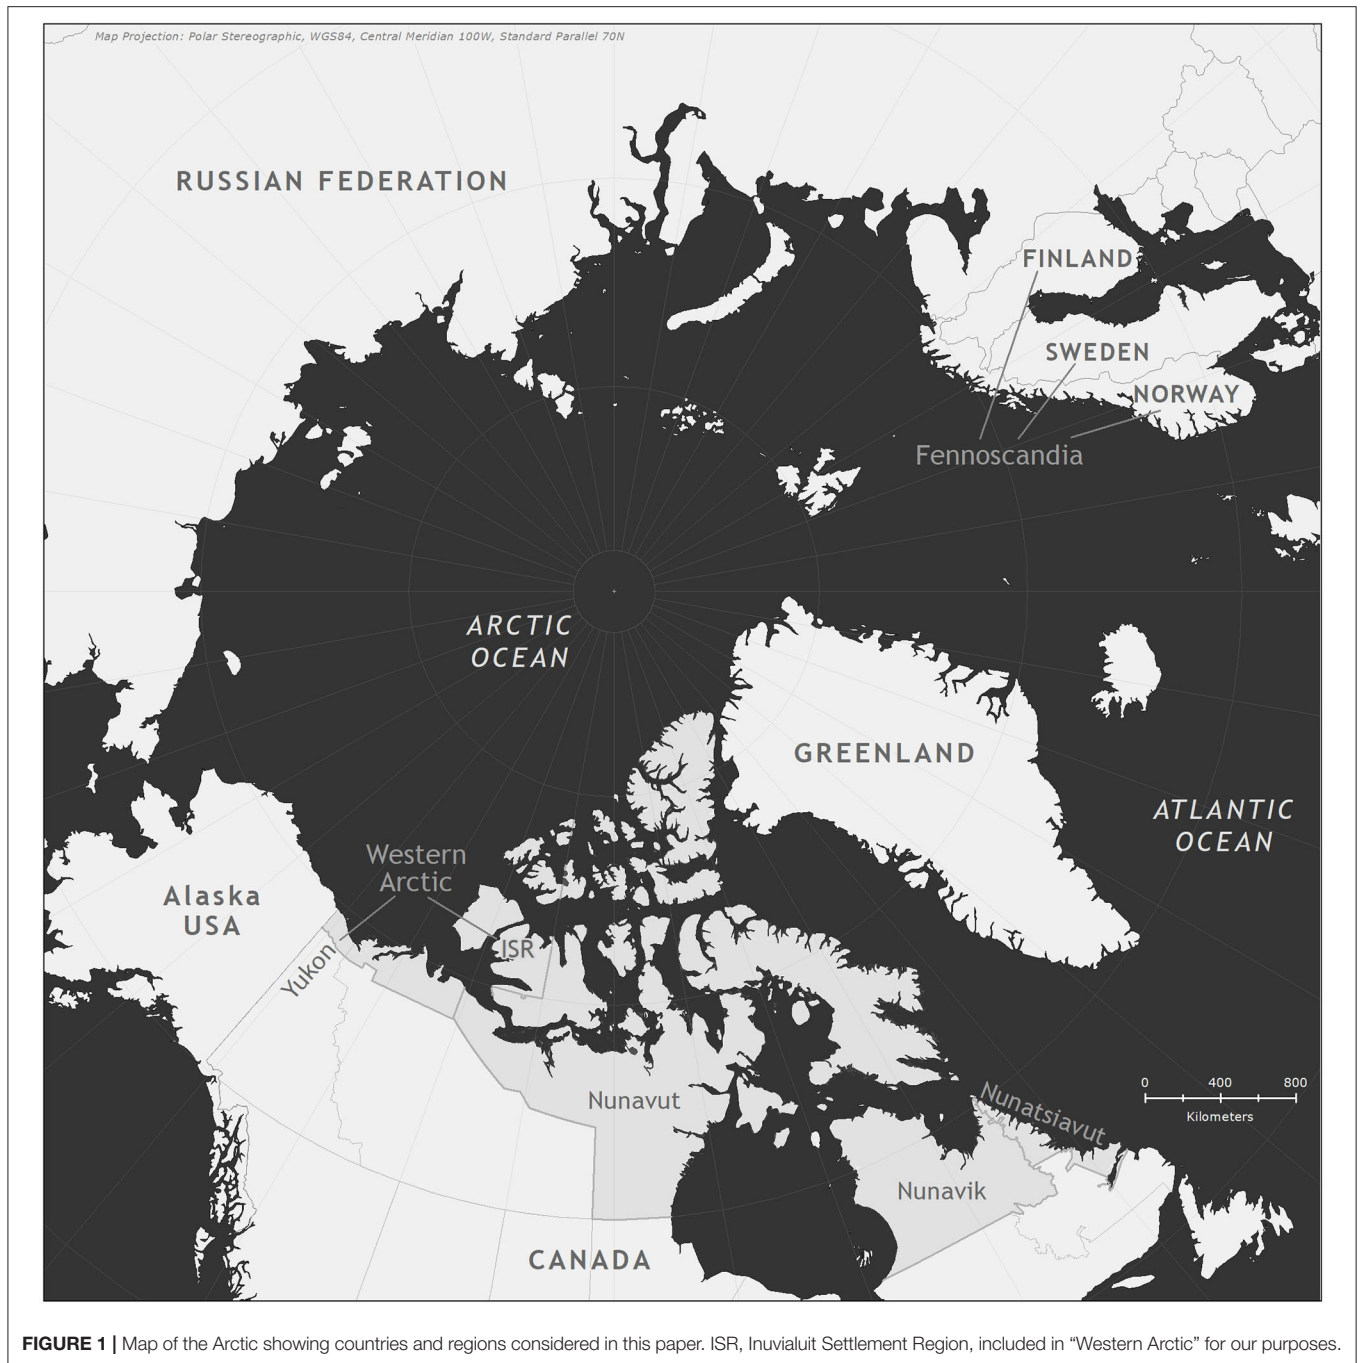 Map Projection: Polar Stereographic, WGS84, Central Meridian 100W, Standard Parallel 70N
RUSSIAN FEDERATION
FINLAND
SWEDEN
NORWAY
Fennoscandia
ARCTIC
OCEAN
GREENLAND
ATLANTIC
OCEAN
Western
Arctic
Alaska
USA
ISR
Yukon
Nunavut
Nunatsiavut
0 400 800
Kilometers
Nunavik
CANADA
FIGURE 1 | Map of the Arctic showing countries and regions considered in this paper. ISR, Inuvialuit Settlement Region, included in “Western Arctic” for our purposes.